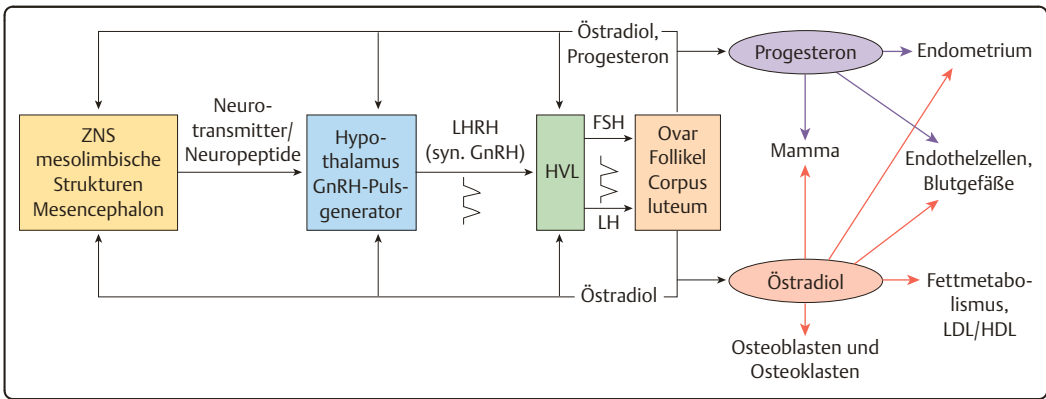 Östradiol,
Progesteron
Progesteron
Endometrium
ZNS
mesolimbische
Strukturen
Mesencephalon
Neuro-
transmitter/
Neuropeptide
Hypo-
thalamus
GnRH-Puls-
generator
LHRH
(syn. GnRH)
HVL
FSH
LH
Ovar
Follikel
Corpus
luteum
Mamma
Endothelzellen,
Blutgefäße
Östradiol
Östradiol
Fettmetabo-
lismus,
LDL/HDL
Osteoblasten und
Osteoklasten